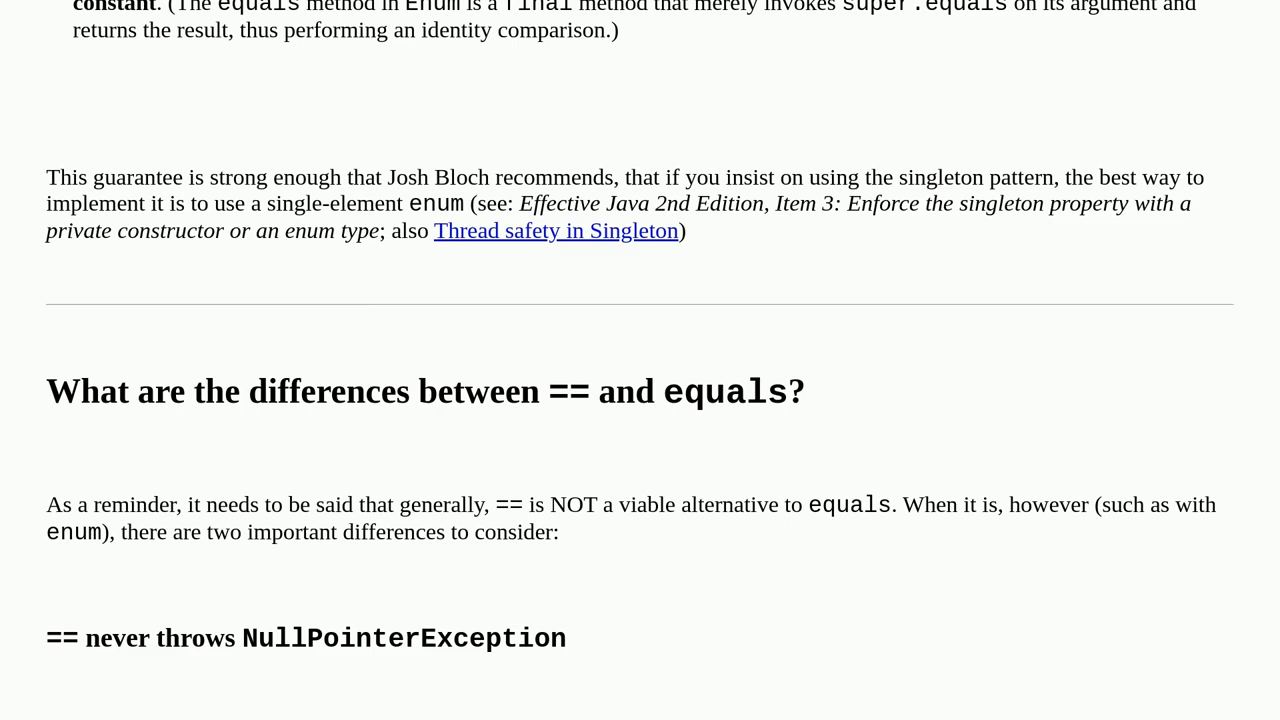 constant. (The equals method in Enum is a final method that merely invokes super.equals on its argument and
returns the result, thus performing an identity comparison.)
This guarantee is strong enough that Josh Bloch recommends, that if you insist on using the singleton pattern, the best way to
implement it is to use a single-element enum (see: Effective Java 2nd Edition, Item 3: Enforce the singleton property with a
private constructor or an enum type; also Thread safety in Singleton)
What are the differences between == and equals?
As a reminder, it needs to be said that generally, == is NOT a viable alternative to equals. When it is, however (such as with
enum), there are two important differences to consider:
== never throws NullPointerException